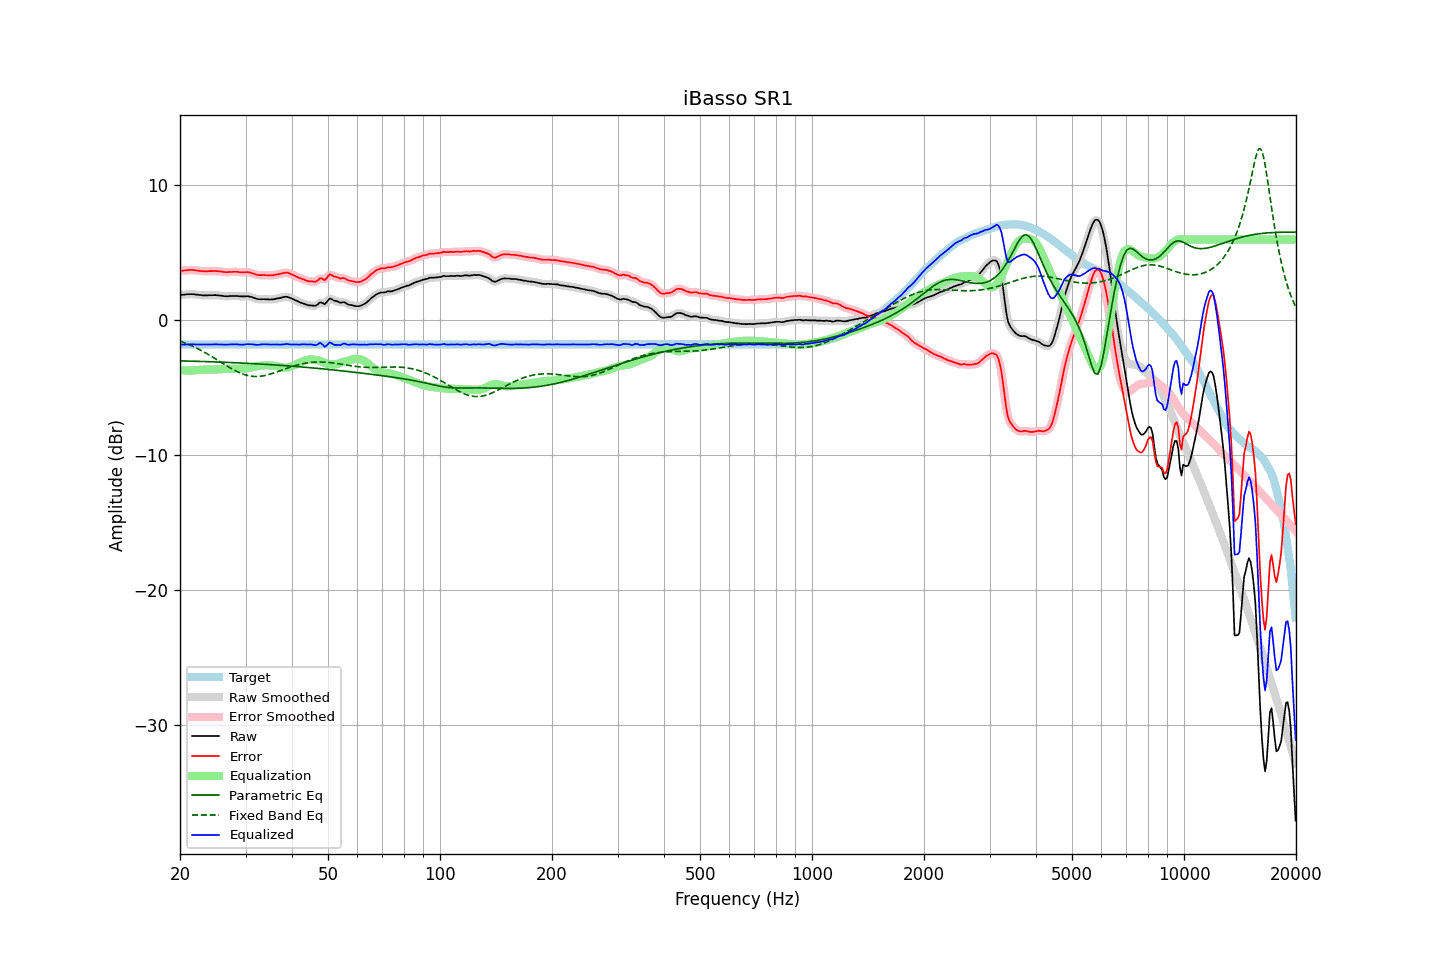 iBasso SR1
Amplitude (dBr)
10
0
−10
−20
−30
Target
Raw Smoothed
Error Smoothed
Raw
Error
Equalization
Parametric Eq
Fixed Band Eq
Equalized
20 50 100 200 500 1000 2000 5000 10000 20000
Frequency (Hz)